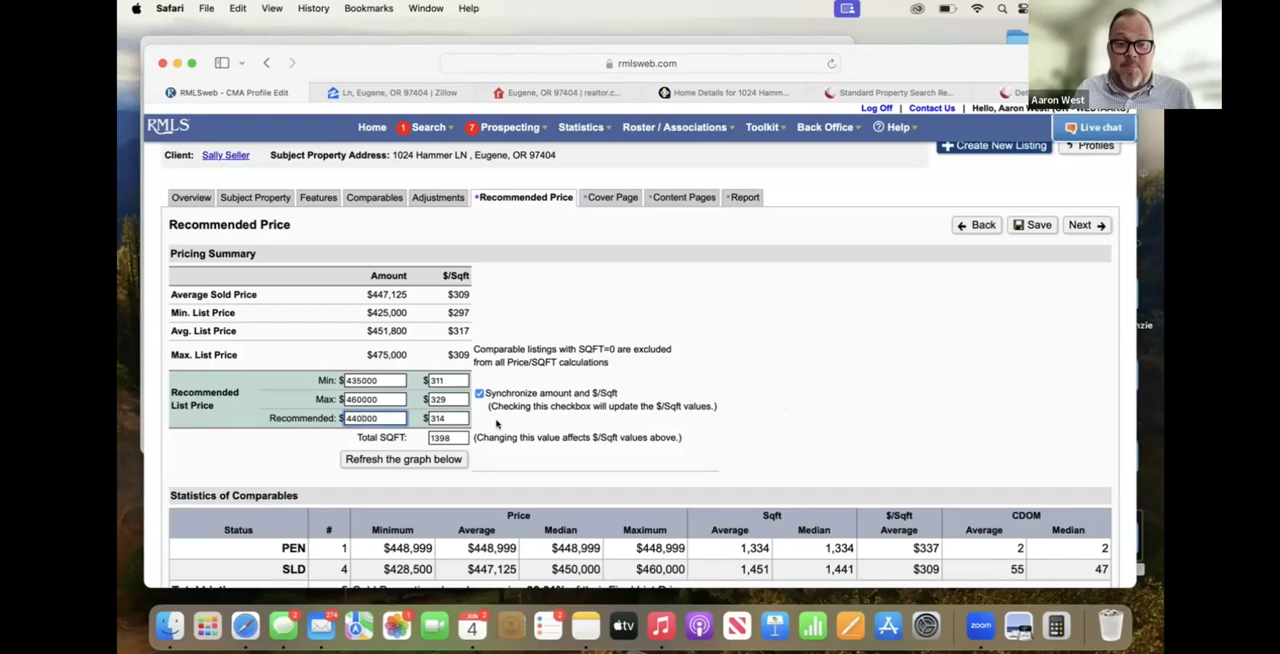 Safari File Edit View History Bookmarks Window Help
rmlsweb.com
RMLSweb - CMA Profile Edit
Ln, Eugene, OR 97404 | Zillow
Eugene, OR 97404 | realtor.c...
Home Details for 1024 Hamm...
Standard Property Search Re...
Aaron West
Log Off | Contact Us | Hello, Aaron
RMLS Home 1 Search 7 Prospecting Statistics Roster / Associations Toolkit Back Office Help Live chat
Client: Sally Seller Subject Property Address: 1024 Hammer LN , Eugene, OR 97404
Create New Listing Profiles
Overview Subject Property Features Comparables Adjustments *Recommended Price *Cover Page *Content Pages *Report
Recommended Price Back Save Next
Pricing Summary
Amount $/Sqft
Average Sold Price $447,125 $309
Min. List Price $425,000 $297
Avg. List Price $451,800 $317
Max. List Price $475,000 $309
Comparable listings with SQFT=0 are excluded
from all Price/SQFT calculations
Recommended
List Price
Min: $ 435000 $ 311
Max: $ 460000 $ 329
Recommended: $ 440000 $ 314
Synchronize amount and $/Sqft
(Checking this checkbox will update the $/Sqft values.)
Total SQFT: 1398 (Changing this value affects $/Sqft values above.)
Refresh the graph below
Statistics of Comparables
Price Sqft $/Sqft CDOM
Status # Minimum Average Median Maximum Average Median Average Average Median
PEN 1 $448,999 $448,999 $448,999 $448,999 1,334 1,334 $337 2 2
SLD 4 $428,500 $447,125 $450,000 $460,000 1,451 1,441 $309 55 47
2 274 1 JUN 4 2 2 tv zoom